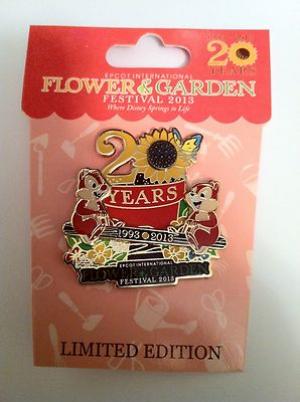 20
YEARS
EPCOT INTERNATIONAL
FLOWER & GARDEN
FESTIVAL 2013
Where Disney Springs to Life
20
YEARS
1993 2013
EPCOT INTERNATIONAL
FLOWER & GARDEN
FESTIVAL 2013
LIMITED EDITION